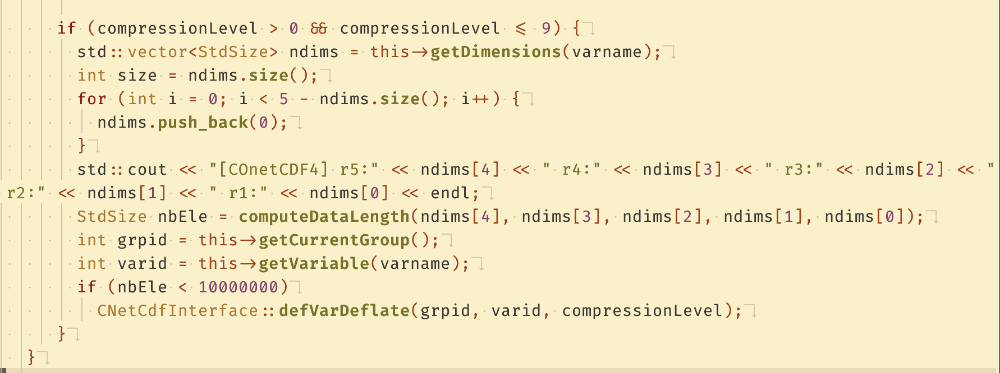 if (compressionLevel > 0 && compressionLevel <= 9) {
std::vector<StdSize> ndims = this->getDimensions(varname);
int size = ndims.size();
for (int i = 0; i < 5 - ndims.size(); i++) {
ndims.push_back(0);
}
std::cout << "[COnetCDF4] r5:" << ndims[4] << " r4:" << ndims[3] << " r3:" << ndims[2] << "
r2:" << ndims[1] << " r1:" << ndims[0] << endl;
StdSize nbEle = computeDataLength(ndims[4], ndims[3], ndims[2], ndims[1], ndims[0]);
int grpid = this->getCurrentGroup();
int varid = this->getVariable(varname);
if (nbEle < 10000000)
CNetCdfInterface::defVarDeflate(grpid, varid, compressionLevel);
}
}